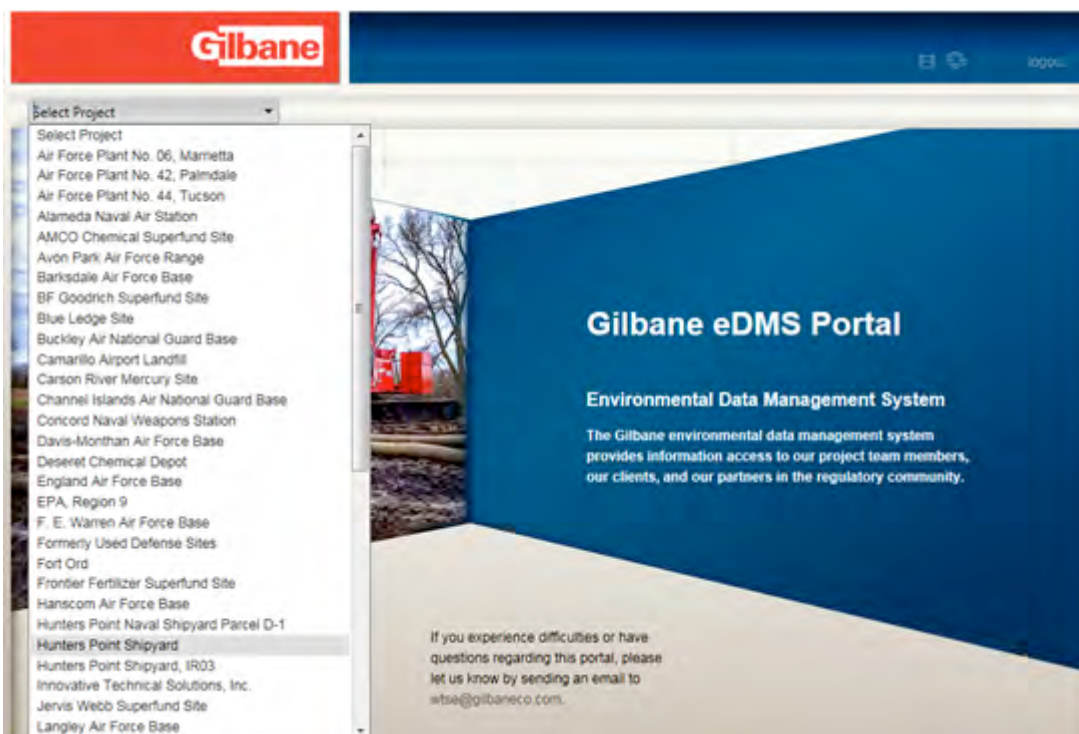 Gilbane
logout
Select Project
Select Project
Air Force Plant No. 06, Marrietta
Air Force Plant No. 42, Palmdale
Air Force Plant No. 44, Tucson
Alameda Naval Air Station
AMCO Chemical Superfund Site
Avon Park Air Force Range
Barksdale Air Force Base
BF Goodrich Superfund Site
Blue Ledge Site
Buckley Air National Guard Base
Camarillo Airport Landfill
Carson River Mercury Site
Channel Islands Air National Guard Base
Concord Naval Weapons Station
Davis-Monthan Air Force Base
Deseret Chemical Depot
England Air Force Base
EPA, Region 9
F. E. Warren Air Force Base
Formerly Used Defense Sites
Fort Ord
Frontier Fertilizer Superfund Site
Hanscom Air Force Base
Hunters Point Naval Shipyard Parcel D-1
Hunters Point Shipyard
Hunters Point Shipyard, IR03
Innovative Technical Solutions, Inc.
Jervis Webb Superfund Site
Langley Air Force Base
Gilbane eDMS Portal
Environmental Data Management System
The Gilbane environmental data management system
provides information access to our project team members,
our clients, and our partners in the regulatory community.
If you experience difficulties or have
questions regarding this portal, please
let us know by sending an email to
wtse@gilbaneco.com.